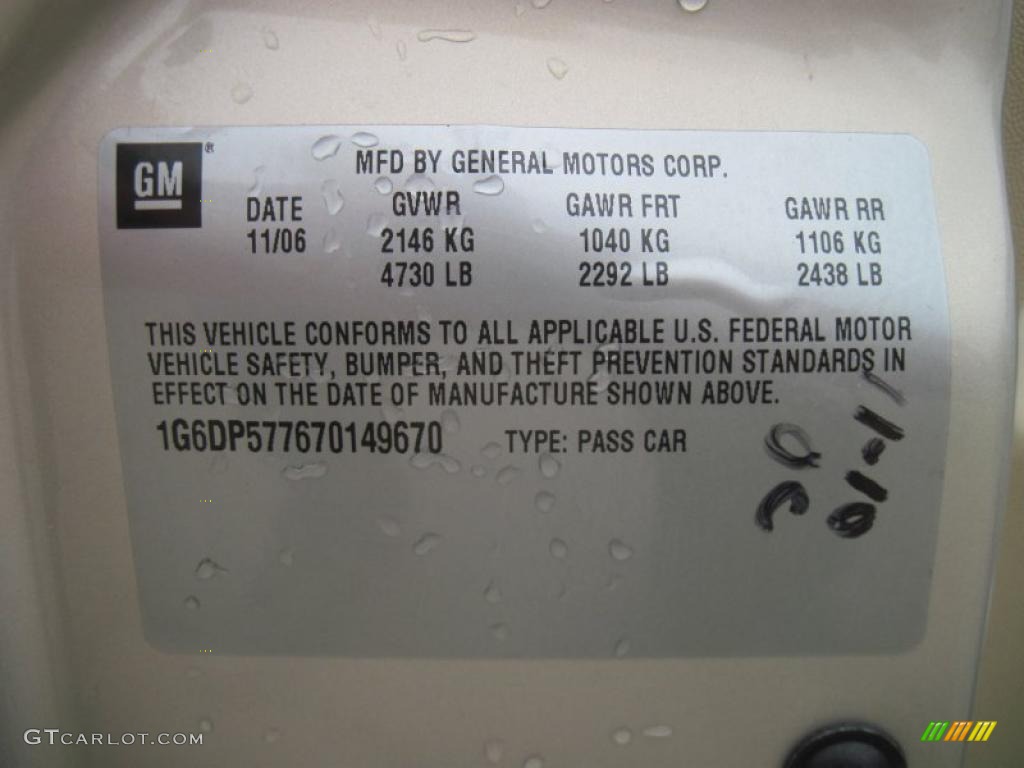 GM®
MFD BY GENERAL MOTORS CORP.
DATE GVWR GAWR FRT GAWR RR
11/06 2146 KG 1040 KG 1106 KG
4730 LB 2292 LB 2438 LB
THIS VEHICLE CONFORMS TO ALL APPLICABLE U.S. FEDERAL MOTOR
VEHICLE SAFETY, BUMPER, AND THEFT PREVENTION STANDARDS IN
EFFECT ON THE DATE OF MANUFACTURE SHOWN ABOVE.
1G6DP577670149670 TYPE: PASS CAR
GTCARLOT.COM